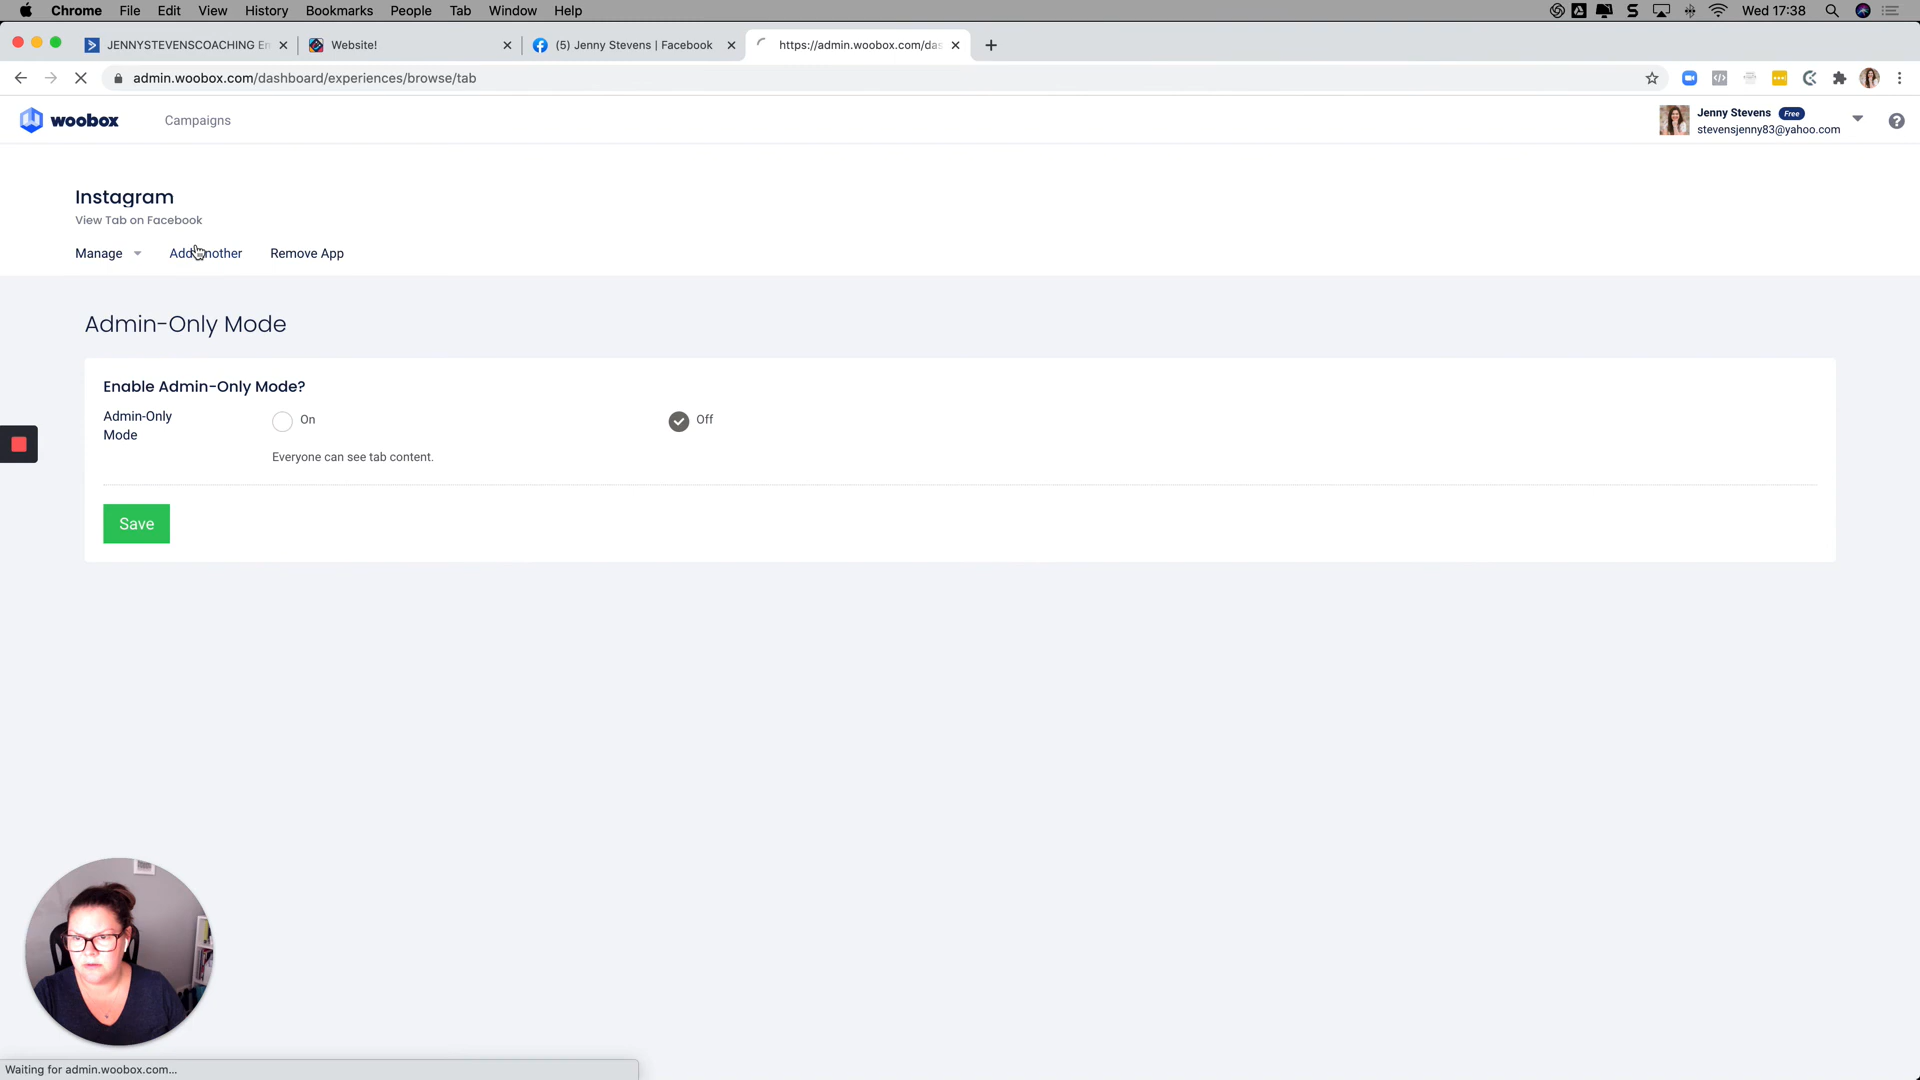 Chrome File Edit View History Bookmarks People Tab Window Help Wed 17:38
JENNYSTEVENSCOACHING Em Website! (5) Jenny Stevens | Facebook https://admin.woobox.com/das
admin.woobox.com/dashboard/experiences/browse/tab
woobox Campaigns Jenny Stevens Free
stevensjenny83@yahoo.com
Instagram
View Tab on Facebook
Manage Add Another Remove App
Admin-Only Mode
Enable Admin-Only Mode?
Admin-Only Mode On Off
Everyone can see tab content.
Save
Waiting for admin.woobox.com...